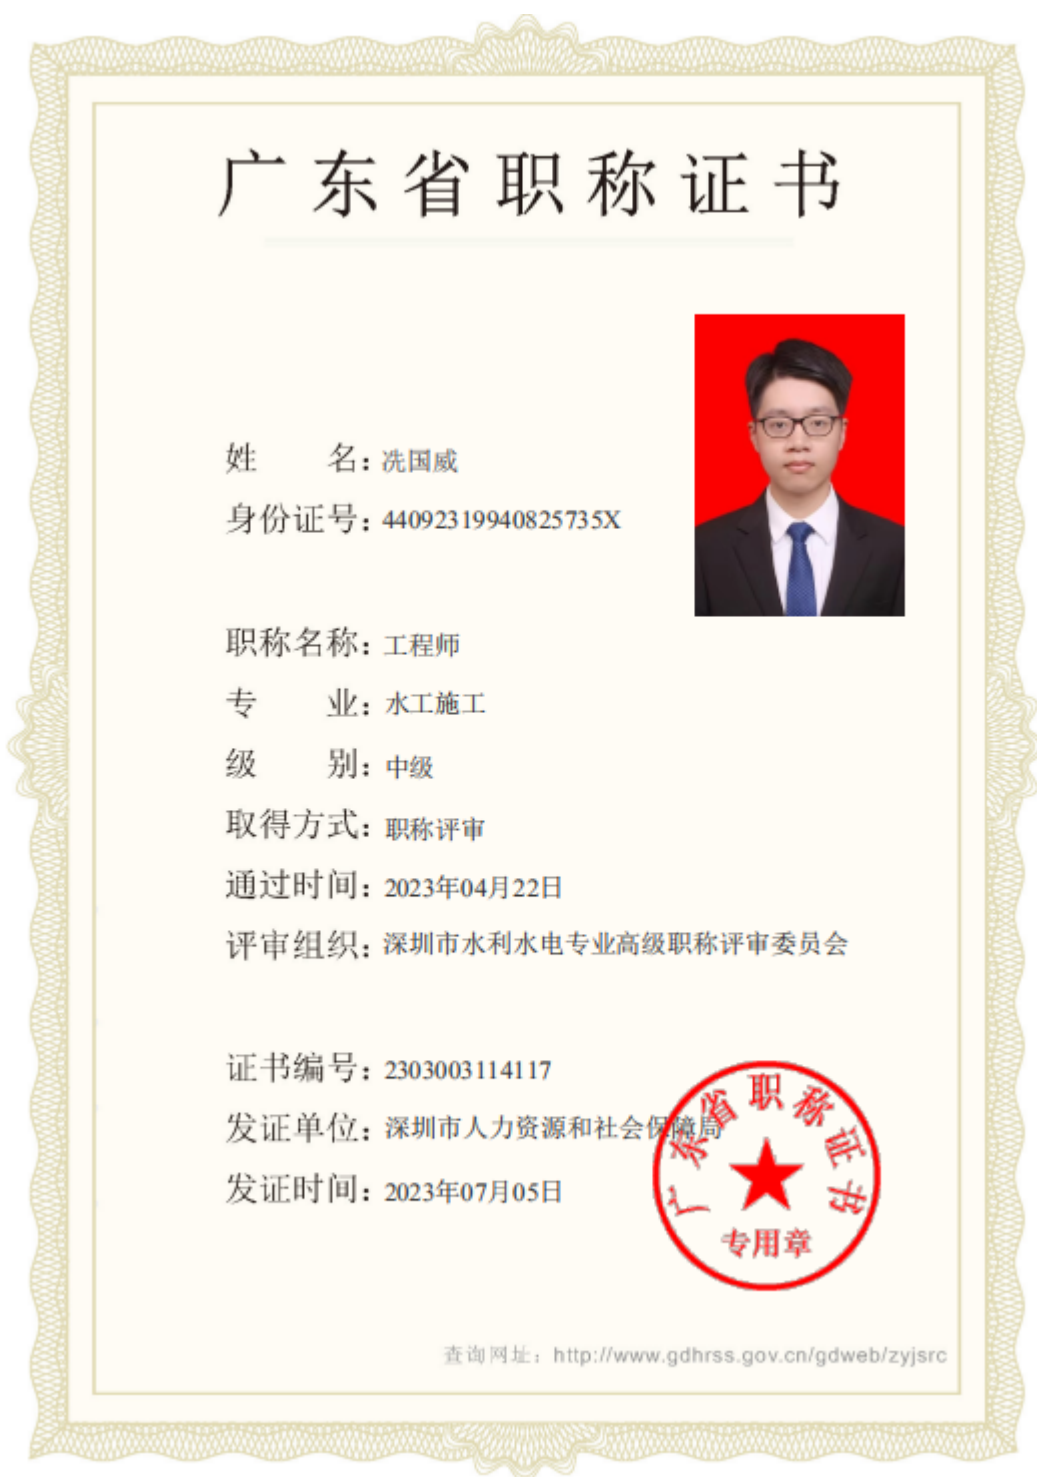 广东省职称证书
姓 名：冼国威
身份证号：44092319940825735X
职称名称：工程师
专 业：水工施工
级 别：中级
取得方式：职称评审
通过时间：2023年04月22日
评审组织：深圳市水利水电专业高级职称评审委员会
证书编号：2303003114117
发证单位：深圳市人力资源和社会保障局
发证时间：2023年07月05日
广东省职称证书
专用章
查询网址：http://www.gdhrss.gov.cn/gdweb/zyjsrc